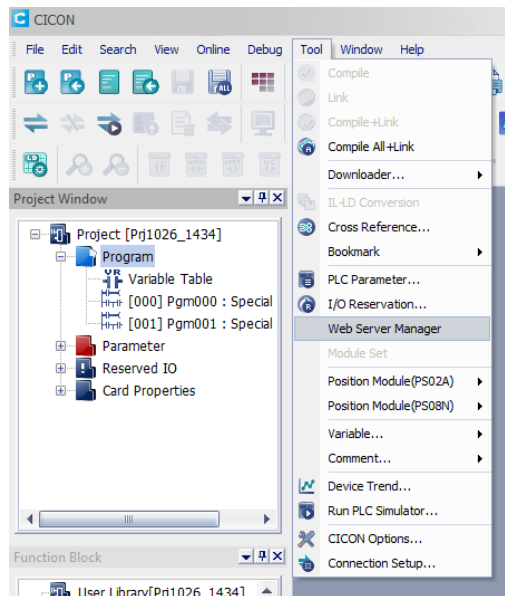 CICON
File Edit Search View Online Debug Tool Window Help
Compile
Link
Compile+Link
Compile All+Link
Downloader...
IL-LD Conversion
Cross Reference...
Bookmark
PLC Parameter...
I/O Reservation...
Web Server Manager
Module Set
Position Module(PS02A)
Position Module(PS08N)
Variable...
Comment...
Device Trend...
Run PLC Simulator...
CICON Options...
Connection Setup...
Project Window
Project [Prj1026_1434]
Program
Variable Table
[000] Pgm000 : Special
[001] Pgm001 : Special
Parameter
Reserved IO
Card Properties
Function Block
User Library[Prj1026_1434]